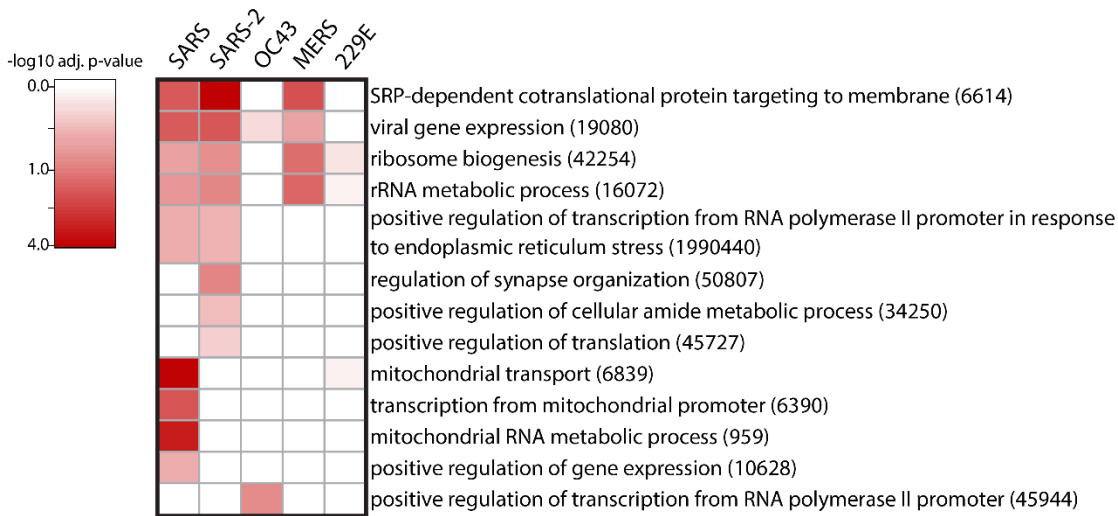 SARS
SARS-2
OC43
MERS
229E
-log10 adj. p-value
0.0
1.0
4.0
SRP-dependent cotranslational protein targeting to membrane (6614)
viral gene expression (19080)
ribosome biogenesis (42254)
rRNA metabolic process (16072)
positive regulation of transcription from RNA polymerase II promoter in response
to endoplasmic reticulum stress (1990440)
regulation of synapse organization (50807)
positive regulation of cellular amide metabolic process (34250)
positive regulation of translation (45727)
mitochondrial transport (6839)
transcription from mitochondrial promoter (6390)
mitochondrial RNA metabolic process (959)
positive regulation of gene expression (10628)
positive regulation of transcription from RNA polymerase II promoter (45944)